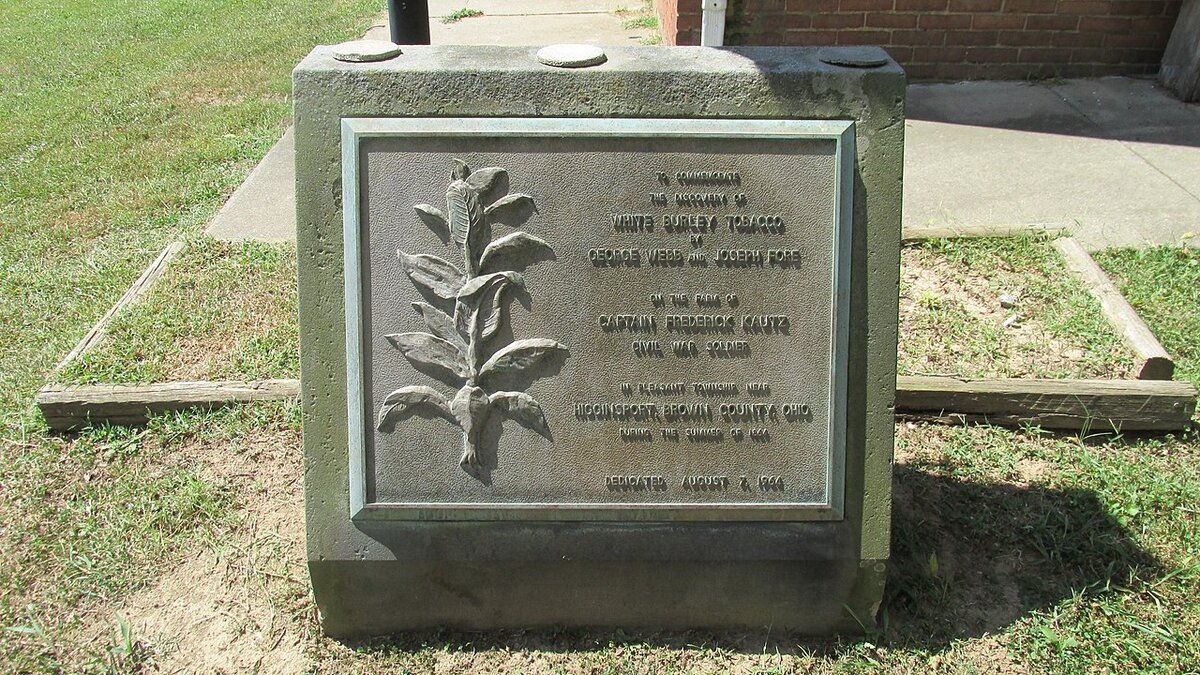 TO COMMEMORATE
THE DISCOVERY OF
WHITE BURLEY TOBACCO
BY
GEORGE WEBB AND JOSEPH FORE
ON THE FARM OF
CAPTAIN FREDERICK KAUTZ
CIVIL WAR SOLDIER
IN PLEASANT TOWNSHIP NEAR
HIGGINSPORT, BROWN COUNTY, OHIO
DURING THE SUMMER OF 1864
DEDICATED AUGUST 7, 1964